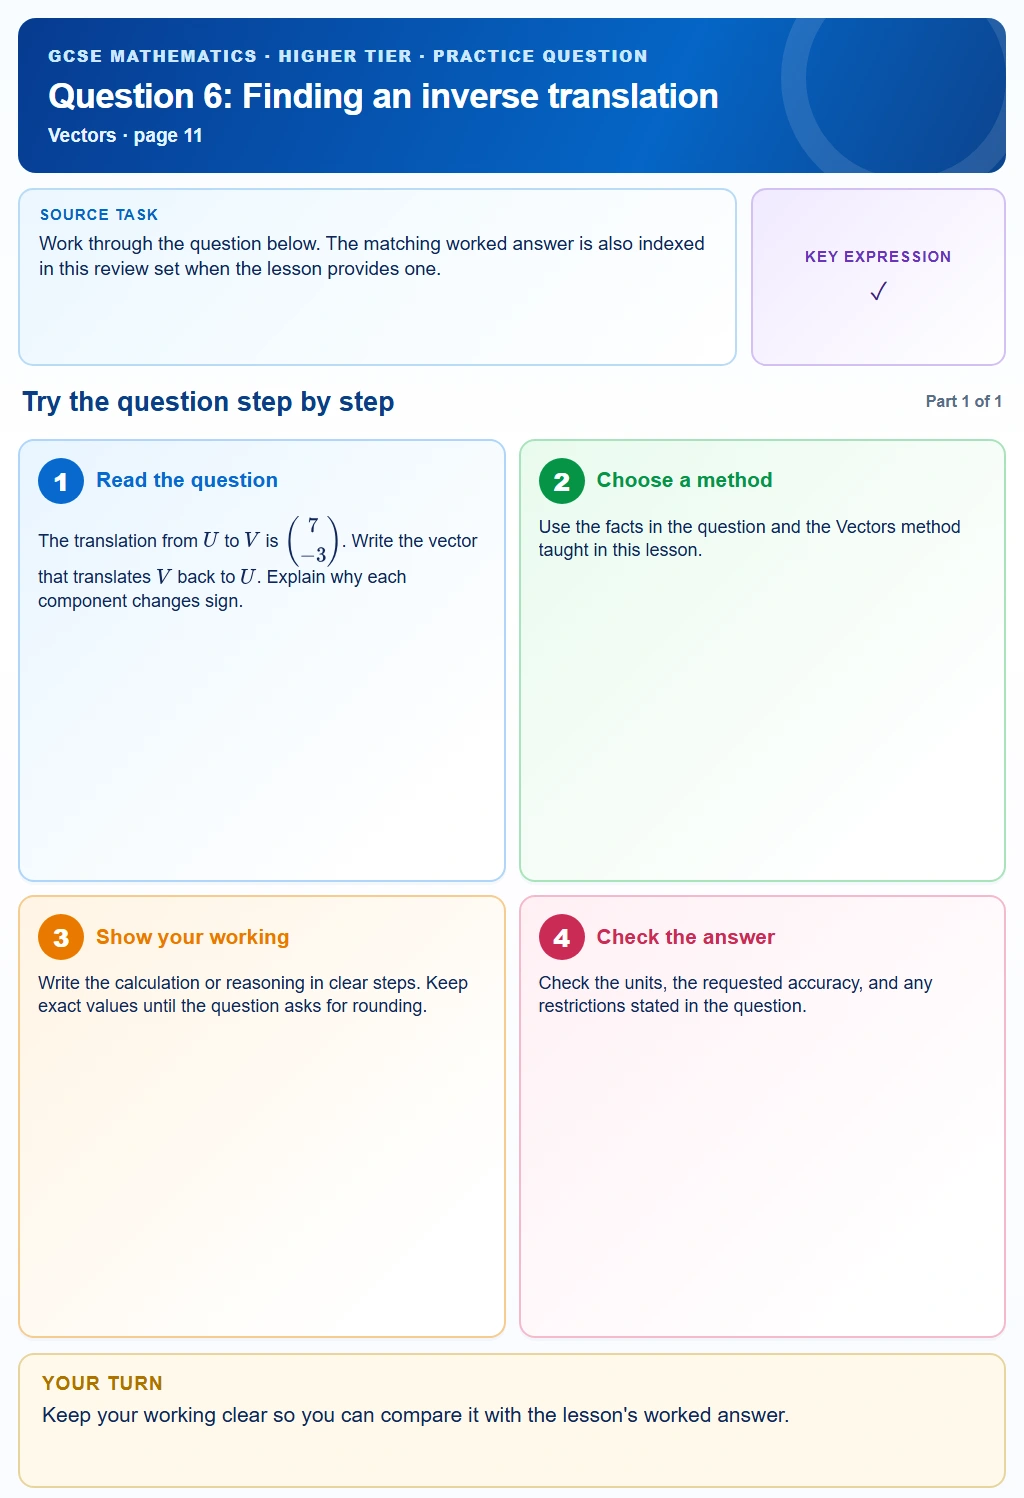 GCSE MATHEMATICS · HIGHER TIER · PRACTICE QUESTION
Question 6: Finding an inverse translation
Vectors · page 11
SOURCE TASK
Work through the question below. The matching worked answer is also indexed
in this review set when the lesson provides one.
KEY EXPRESSION
✓
Try the question step by step
Part 1 of 1
1 Read the question
The translation from U to V is (7 −3). Write the vector
that translates V back to U. Explain why each
component changes sign.
2 Choose a method
Use the facts in the question and the Vectors method
taught in this lesson.
3 Show your working
Write the calculation or reasoning in clear steps. Keep
exact values until the question asks for rounding.
4 Check the answer
Check the units, the requested accuracy, and any
restrictions stated in the question.
YOUR TURN
Keep your working clear so you can compare it with the lesson's worked answer.